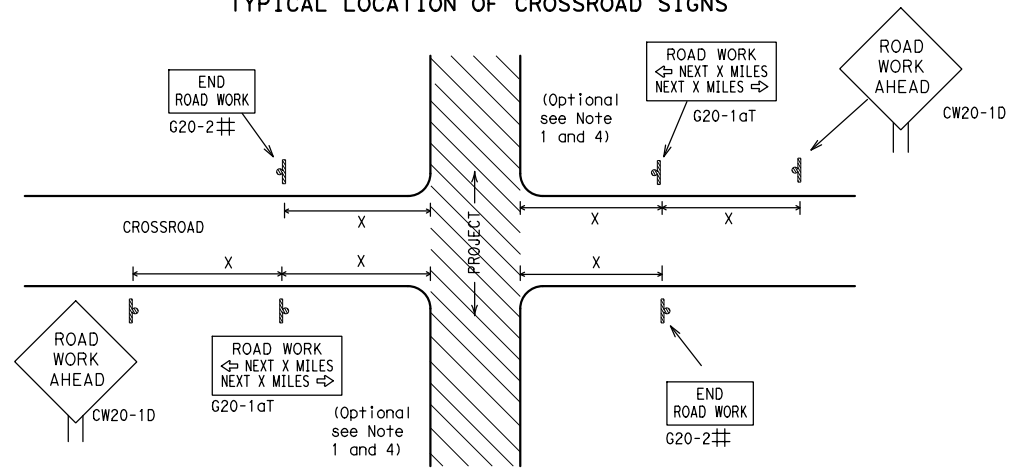 TYPICAL LOCATION OF CROSSROAD SIGNS
END
ROAD WORK
G20-2#
(Optional
see Note
1 and 4)
ROAD WORK
⇦ NEXT X MILES
NEXT X MILES ⇨
G20-1aT
ROAD
WORK
AHEAD
CW20-1D
X
X
X
CROSSROAD
PROJECT
X
X
X
ROAD
WORK
AHEAD
CW20-1D
ROAD WORK
⇦ NEXT X MILES
NEXT X MILES ⇨
G20-1aT
(Optional
see Note
1 and 4)
END
ROAD WORK
G20-2#